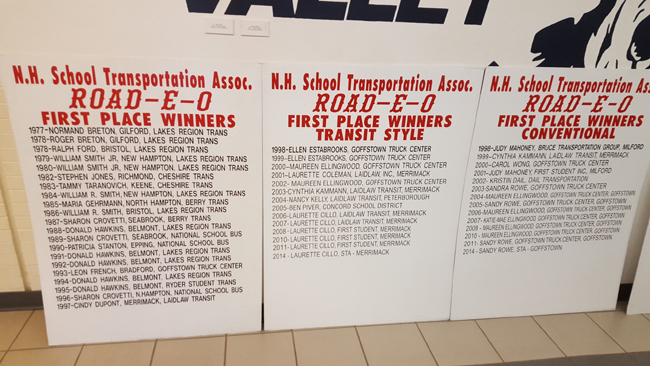 VALLEY
N.H. School Transportation Assoc.
ROAD-E-O
FIRST PLACE WINNERS
1977-NORMAND BRETON, GILFORD, LAKES REGION TRANS
1978-ROGER BRETON, GILFORD, LAKES REGION TRANS
1978-RALPH FORD, BRISTOL, LAKES REGION TRANS
1979-WILLIAM SMITH JR, NEW HAMPTON, LAKES REGION TRANS
1980-WILLIAM SMITH JR, NEW HAMPTON, LAKES REGION TRANS
1982-STEPHEN JONES, RICHMOND, CHESHIRE TRANS
1983-TAMMY TARANOVICH, KEENE, CHESHIRE TRANS
1984-WILLIAM R. SMITH, NEW HAMPTON, LAKES REGION TRANS
1985-MARIA GEHRMANN, NORTH HAMPTON, BERRY TRANS
1986-WILLIAM R. SMITH, BRISTOL, LAKES REGION TRANS
1987-SHARON CROVETTI, SEABROOK, BERRY TRANS
1988-DONALD HAWKINS, BELMONT, LAKES REGION TRANS
1989-SHARON CROVETTI, SEABROOK, NATIONAL SCHOOL BUS
1990-PATRICIA STANTON, EPPING, NATIONAL SCHOOL BUS
1991-DONALD HAWKINS, BELMONT, LAKES REGION TRANS
1992-DONALD HAWKINS, BELMONT, LAKES REGION TRANS
1993-LEON FRENCH, BRADFORD, GOFFSTOWN TRUCK CENTER
1994-DONALD HAWKINS, BELMONT, LAKES REGION TRANS
1995-DONALD HAWKINS, BELMONT, RYDER STUDENT TRANS
1996-SHARON CROVETTI, N.HAMPTON, NATIONAL SCHOOL BUS
1997-CINDY DUPONT, MERRIMACK, LAIDLAW TRANSIT
N.H. School Transportation Assoc.
ROAD-E-O
FIRST PLACE WINNERS
TRANSIT STYLE
1998-ELLEN ESTABROOKS, GOFFSTOWN TRUCK CENTER
1999-ELLEN ESTABROOKS, GOFFSTOWN TRUCK CENTER
2000-MAUREEN ELLINGWOOD, GOFFSTOWN TRUCK CENTER
2001-LAURETTE COLEMAN, LAIDLAW, INC., MERRIMACK
2002- MAUREEN ELLINGWOOD, GOFFSTOWN TRUCK CENTER
2003-CYNTHIA KAMMANN, LAIDLAW TRANSIT, MERRIMACK
2004-NANCY KELLY, LAIDLAW TRANSIT, PETERBOROUGH
2005-BEN PIVER, CONCORD SCHOOL DISTRICT
2006-LAURETTE CILLO, LAIDLAW TRANSIT, MERRIMACK
2007-LAURETTE CILLO, LAIDLAW TRANSIT, MERRIMACK
2008-LAURETTE CILLO, FIRST STUDENT, MERRIMACK
2010-LAURETTE CILLO, FIRST STUDENT, MERRIMACK
2011-LAURETTE CILLO, FIRST STUDENT, MERRIMACK
2014 - LAURETTE CILLO, STA - MERRIMACK
N.H. School Transportation As
ROAD-E-O
FIRST PLACE WINNERS
CONVENTIONAL
1998-JUDY MAHONEY, BRUCE TRANSPORTATION GROUP, MILFORD
1999-CYNTHIA KAMMANN, LAIDLAW TRANSIT, MERRIMACK
2000-CAROL WONG, GOFFSTOWN TRUCK CENTER
2001-JUDY MAHONEY, FIRST STUDENT INC., MILFORD
2002- KRISTIN DAIL, DAIL TRANSPORTATION
2003-SANDRA ROWE, GOFFSTOWN TRUCK CENTER
2004-MAUREEN ELLINGWOOD, GOFFSTOWN TRUCK CENTER, GOFFSTOWN
2005-SANDY ROWE, GOFFSTOWN TRUCK CENTER, GOFFSTOWN
2006-MAUREEN ELLINGWOOD, GOFFSTOWN TRUCK CENTER, GOFFSTOWN
2007- KATIE MAE ELLINGWOOD, GOFFSTOWN TRUCK CENTER, GOFFSTOWN
2008 - MAUREEN ELLINGWOOD, GOFFSTOWN TRUCK CENTER, GOFFSTOWN
2010 - MAUREEN ELLINGWOOD, GOFFSTOWN TRUCK CENTER, GOFFSTOWN
2011- SANDY ROWE, GOFFSTOWN TRUCK CENTER, GOFFSTOWN
2014 - SANDY ROWE, STA - GOFFSTOWN